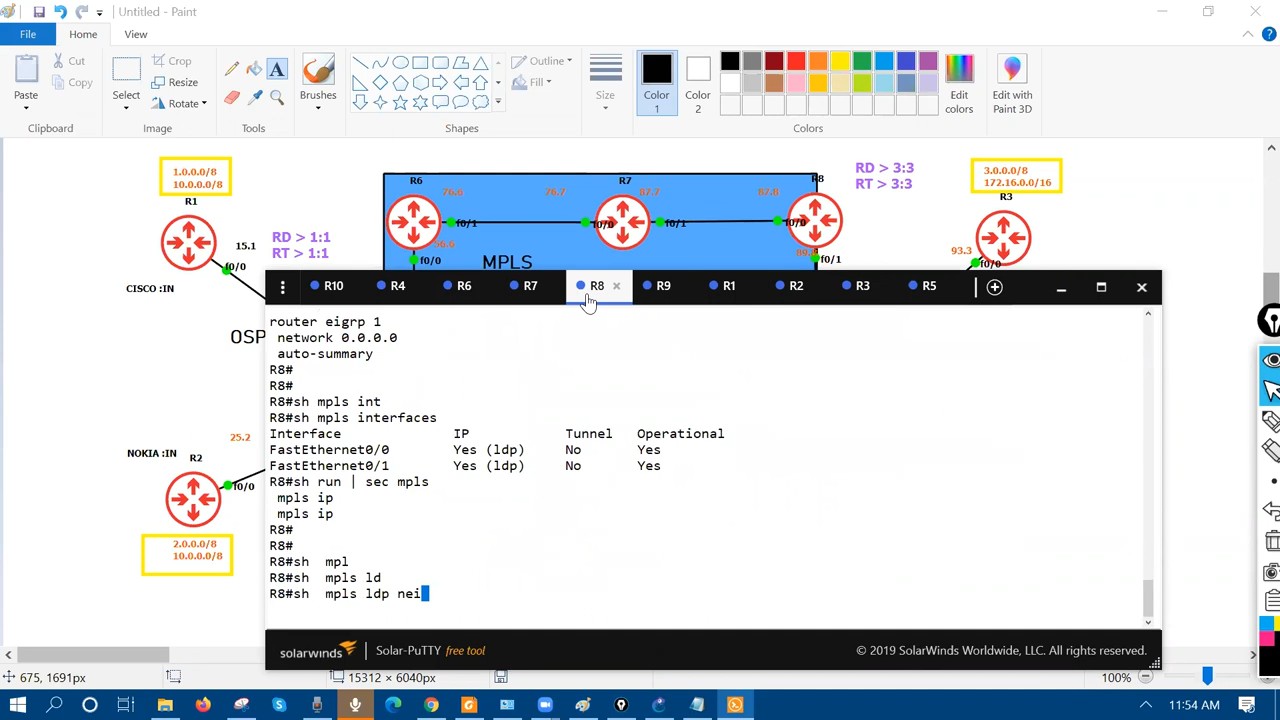 Untitled - Paint
File
Home
View
Paste
Cut
Copy
Clipboard
Select
Crop
Resize
Rotate
Image
Tools
Brushes
Shapes
Outline
Fill
Size
Color
1
Color
2
Colors
Edit
colors
Edit with
Paint 3D
1.0.0.0/8
10.0.0.0/8
R1
15.1
f0/0
CISCO :IN
RD > 1:1
RT > 1:1
OSP
R6
76.6
f0/1
f0/0
MPLS
26.7
R7
f0/0
87.7
f0/1
87.8
R8
f0/0
f0/1
RD > 3:3
RT > 3:3
3.0.0.0/8
172.16.0.0/16
R3
93.3
f0/0
25.2
NOKIA :IN
R2
f0/0
2.0.0.0/8
10.0.0.0/8
R10
R4
R6
R7
R8
R9
R1
R2
R3
R5
router eigrp 1
network 0.0.0.0
auto-summary
R8#
R8#
R8#sh mpls int
R8#sh mpls interfaces
Interface IP Tunnel Operational
FastEthernet0/0 Yes (ldp) No Yes
FastEthernet0/1 Yes (ldp) No Yes
R8#sh run | sec mpls
mpls ip
mpls ip
R8#
R8#
R8#sh mpl
R8#sh mpls ld
R8#sh mpls ldp nei
solarwinds
Solar-PuTTY free tool
© 2019 SolarWinds Worldwide, LLC. All rights reserved.
675, 1691px
15312 × 6040px
100%
11:54 AM